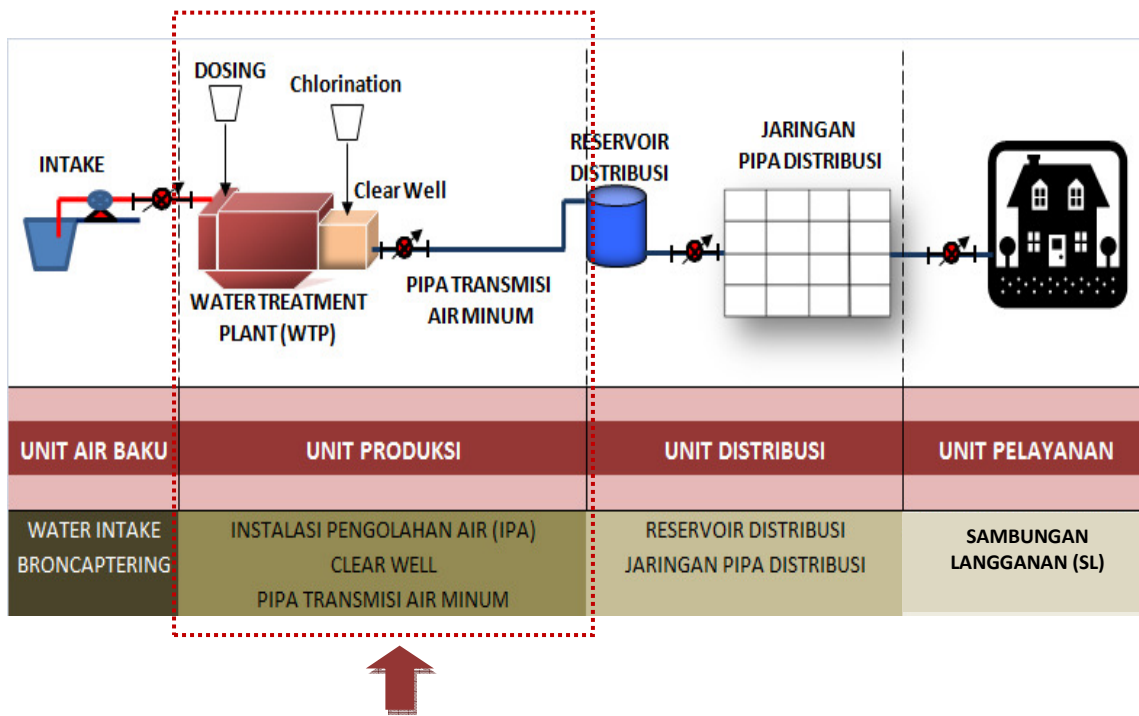 DOSING
Chlorination
INTAKE
Clear Well
WATER TREATMENT
PLANT (WTP)
PIPA TRANSMISI
AIR MINUM
RESERVOIR
DISTRIBUSI
JARINGAN
PIPA DISTRIBUSI
UNIT AIR BAKU
UNIT PRODUKSI
UNIT DISTRIBUSI
UNIT PELAYANAN
WATER INTAKE
BRONCAPTERING
INSTALASI PENGOLAHAN AIR (IPA)
CLEAR WELL
PIPA TRANSMISI AIR MINUM
RESERVOIR DISTRIBUSI
JARINGAN PIPA DISTRIBUSI
SAMBUNGAN
LANGGANAN (SL)